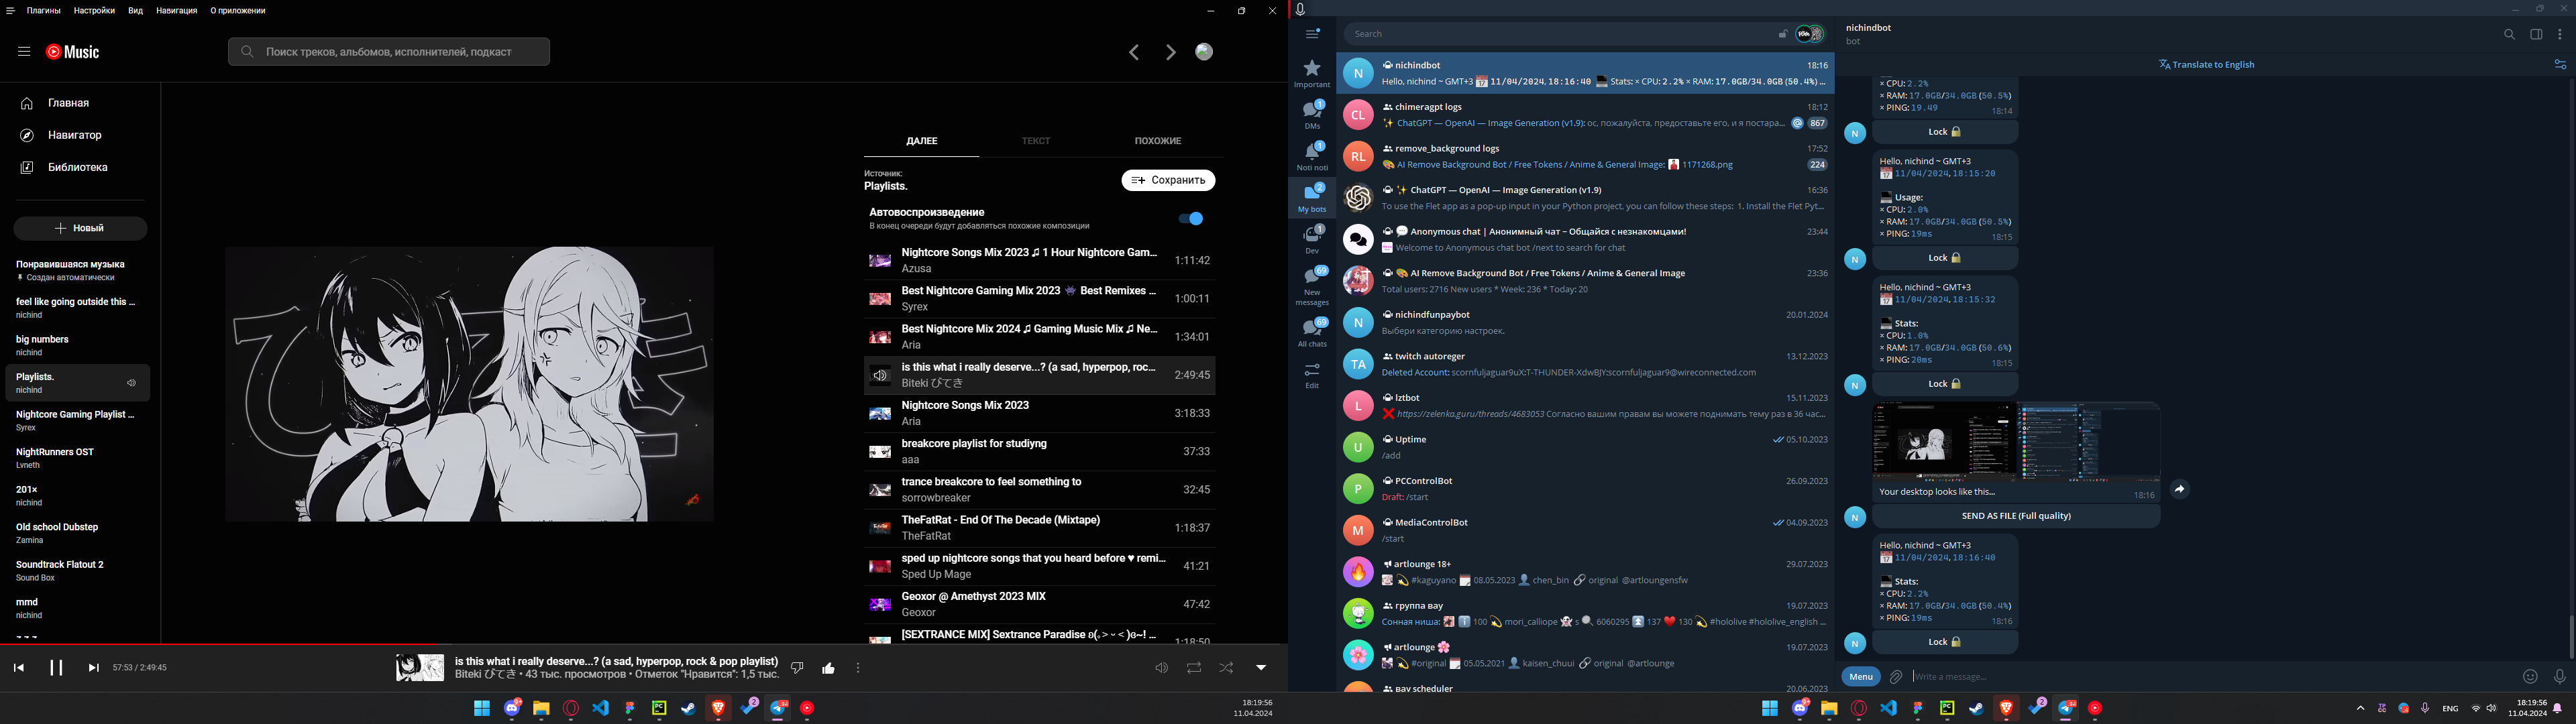 Плагины Настройки Вид Навигация О приложении
Music
Поиск треков, альбомов, исполнителей, подкаст
Главная
Навигатор
Библиотека
Новый
Понравившаяся музыка
Создан автоматически
feel like going outside this ...
nichind
big numbers
nichind
Playlists.
nichind
Nightcore Gaming Playlist ...
Syrex
NightRunners OST
Lvneth
201×
nichind
Old school Dubstep
Zamina
Soundtrack Flatout 2
Sound Box
mmd
nichind
ДАЛЕЕ ТЕКСТ ПОХОЖИЕ
Источник:
Playlists.
Сохранить
Автовоспроизведение
В конец очереди будут добавляться похожие композиции
Nightcore Songs Mix 2023 ♫ 1 Hour Nightcore Gam...
Azusa
1:11:42
Best Nightcore Gaming Mix 2023 👾 Best Remixes ...
Syrex
1:00:11
Best Nightcore Mix 2024 ♫ Gaming Music Mix ♫ Ne...
Aria
1:34:01
is this what i really deserve...? (a sad, hyperpop, roc...
Biteki びてき
2:49:45
Nightcore Songs Mix 2023
Aria
3:18:33
breakcore playlist for studiyng
aaa
37:33
trance breakcore to feel something to
sorrowbreaker
32:45
TheFatRat - End Of The Decade (Mixtape)
TheFatRat
1:18:37
sped up nightcore songs that you heard before ♥ remi...
Sped Up Mage
41:21
Geoxor @ Amethyst 2023 MIX
Geoxor
47:42
[SEXTRANCE MIX] Sextrance Paradise
1:18:50
57:53 / 2:49:45
is this what i really deserve...? (a sad, hyperpop, rock & pop playlist)
Biteki びてき • 43 тыс. просмотров • Отметок "Нравится": 1,5 тыс.
18:19:56
11.04.2024
Important
1
DMs
1
Noti noti
2
My bots
1
Dev
69
New
messages
69
All chats
Edit
Search
N
nichindbot
18:16
Hello, nichind ~ GMT+3 📅 11/04/2024, 18:16:40 💻 Stats: × CPU: 2.2% × RAM: 17.0GB/34.0GB (50.4%) ...
CL
chimeragpt logs
18:12
✨ ChatGPT — OpenAI — Image Generation (v1.9): ос, пожалуйста, предоставьте его, и я постара...
@ 867
RL
remove_background logs
17:52
🎨 AI Remove Background Bot / Free Tokens / Anime & General Image: 1171268.png
224
✨ ChatGPT — OpenAI — Image Generation (v1.9)
16:36
To use the Flet app as a pop-up input in your Python project, you can follow these steps: 1. Install the Flet Pyt...
💬 Anonymous chat | Анонимный чат – Общайся с незнакомцами!
23:44
Welcome to Anonymous chat bot /next to search for chat
🎨 AI Remove Background Bot / Free Tokens / Anime & General Image
23:36
Total users: 2716 New users * Week: 236 * Today: 20
N
nichindfunpaybot
20.01.2024
Выбери категорию настроек.
TA
twitch autoreger
13.12.2023
Deleted Account: scornfuljaguar9uX:T-THUNDER-XdwBJY:scornfuljaguar9@wireconnected.com
L
lztbot
15.11.2023
❌ https://zelenka.guru/threads/4683053 Согласно вашим правам вы можете поднимать тему раз в 36 час...
U
Uptime
05.10.2023
/add
P
PCControlBot
26.09.2023
Draft: /start
M
MediaControlBot
04.09.2023
/start
artlounge 18+
29.07.2023
#kaguyano 08.05.2023 chen_bin original @artloungensfw
группа вау
19.07.2023
Сонная ниша: 100 mori_calliope s 6060295 137 ❤ 130 #hololive #hololive_english ...
artlounge 🌸
19.07.2023
#original 05.05.2021 kaisen_chuui original @artlounge
вау scheduler
20.06.2023
nichindbot
bot
Translate to English
× CPU: 2.2%
× RAM: 17.0GB/34.0GB (50.5%)
× PING: 19.49
18:14
Lock 🔒
Hello, nichind ~ GMT+3
📅 11/04/2024, 18:15:20
💻 Usage:
× CPU: 2.0%
× RAM: 17.0GB/34.0GB (50.5%)
× PING: 19ms
18:15
Lock 🔒
Hello, nichind ~ GMT+3
📅 11/04/2024, 18:15:32
💻 Stats:
× CPU: 1.0%
× RAM: 17.0GB/34.0GB (50.6%)
× PING: 20ms
18:15
Lock 🔒
Your desktop looks like this...
18:16
SEND AS FILE (Full quality)
Hello, nichind ~ GMT+3
📅 11/04/2024, 18:16:40
💻 Stats:
× CPU: 2.2%
× RAM: 17.0GB/34.0GB (50.4%)
× PING: 19ms
18:16
Lock 🔒
Menu
Write a message...
ENG
18:19:56
11.04.2024